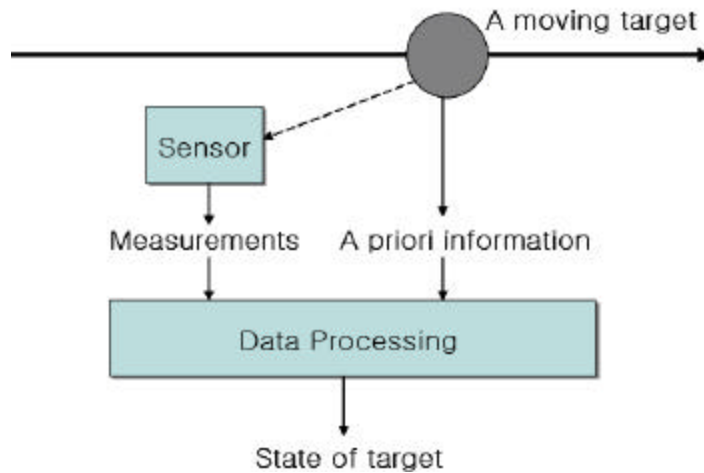 A moving target
Sensor
Measurements
A priori information
Data Processing
State of target